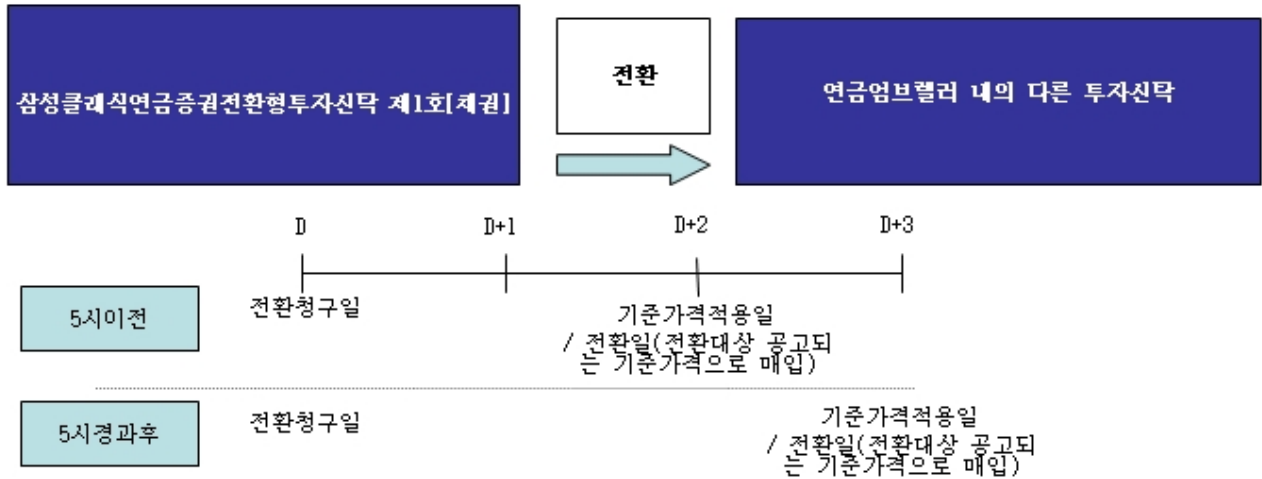 삼성클래식연금증권전환형투자신탁 제1호[채권]
전환
연금엄브렐러 내의 다른 투자신탁
D
D+1
D+2
D+3
5시이전
전환청구일
기준가격적용일
/ 전환일(전환대상 공고되
는 기준가격으로 매입)
5시경과후
전환청구일
기준가격적용일
/ 전환일(전환대상 공고되
는 기준가격으로 매입)